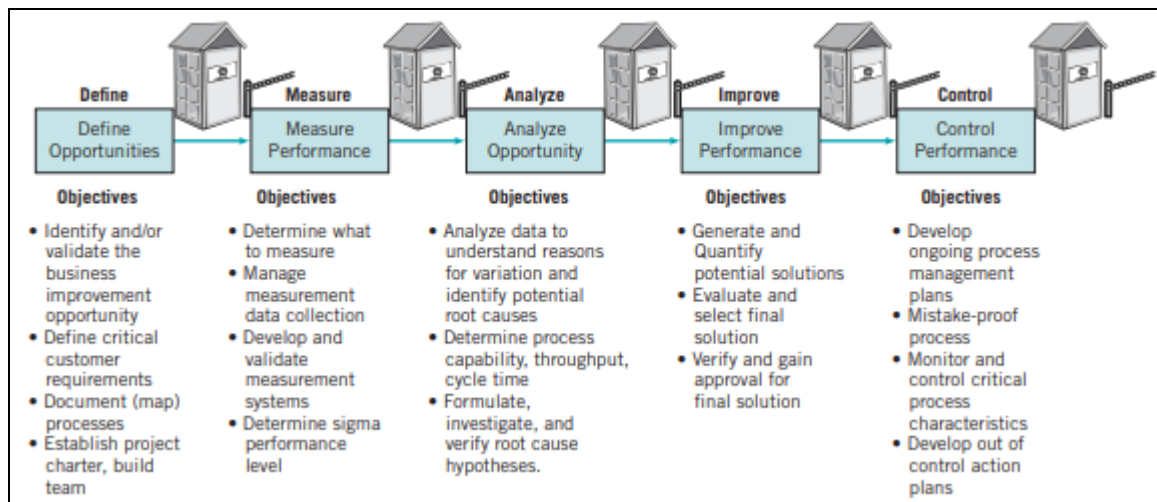 Define
Measure
Analyze
Improve
Control
Define
Opportunities
Measure
Performance
Analyze
Opportunity
Improve
Performance
Control
Performance
Objectives
• Identify and/or
validate the
business
improvement
opportunity
• Define critical
customer
requirements
• Document (map)
processes
• Establish project
charter, build
team
Objectives
• Determine what
to measure
• Manage
measurement
data collection
• Develop and
validate
measurement
systems
• Determine sigma
performance
level
Objectives
• Analyze data to
understand reasons
for variation and
identify potential
root causes
• Determine process
capability, throughput,
cycle time
• Formulate,
investigate, and
verify root cause
hypotheses.
Objectives
• Generate and
Quantify
potential solutions
• Evaluate and
select final
solution
• Verify and gain
approval for
final solution
Objectives
• Develop
ongoing process
management
plans
• Mistake-proof
process
• Monitor and
control critical
process
characteristics
• Develop out of
control action
plans